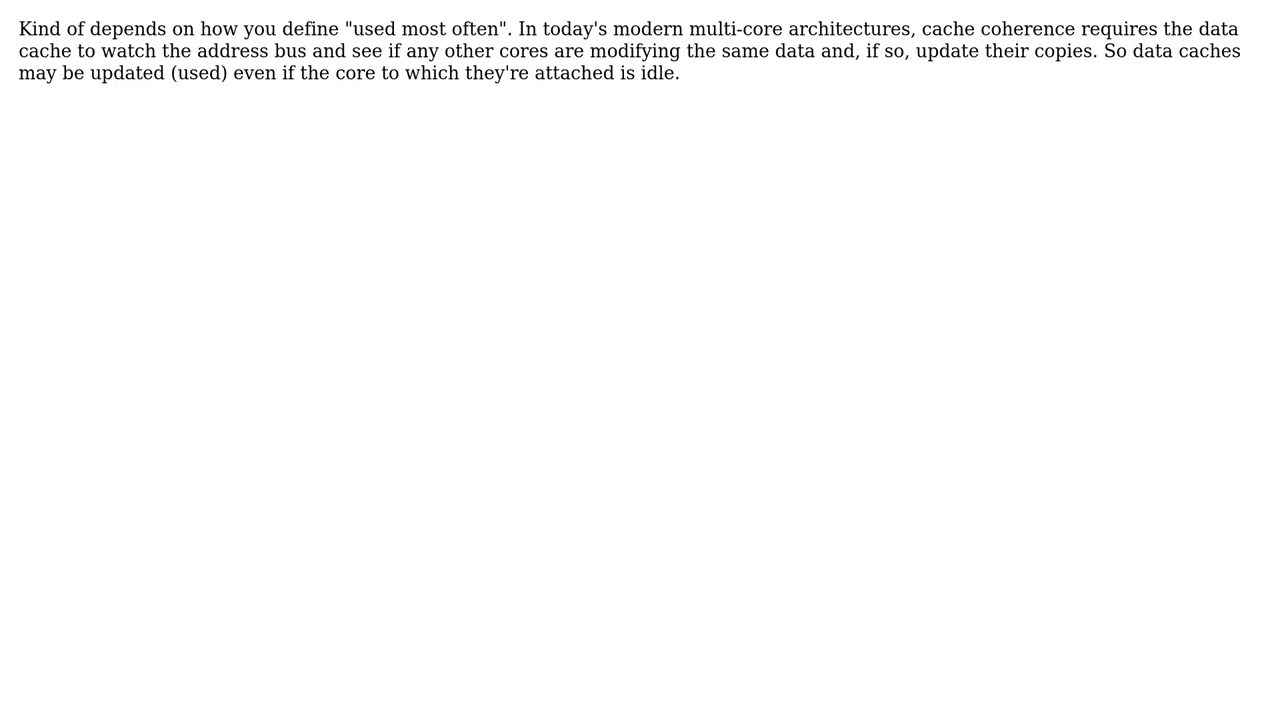 Kind of depends on how you define "used most often". In today's modern multi-core architectures, cache coherence requires the data
cache to watch the address bus and see if any other cores are modifying the same data and, if so, update their copies. So data caches
may be updated (used) even if the core to which they're attached is idle.